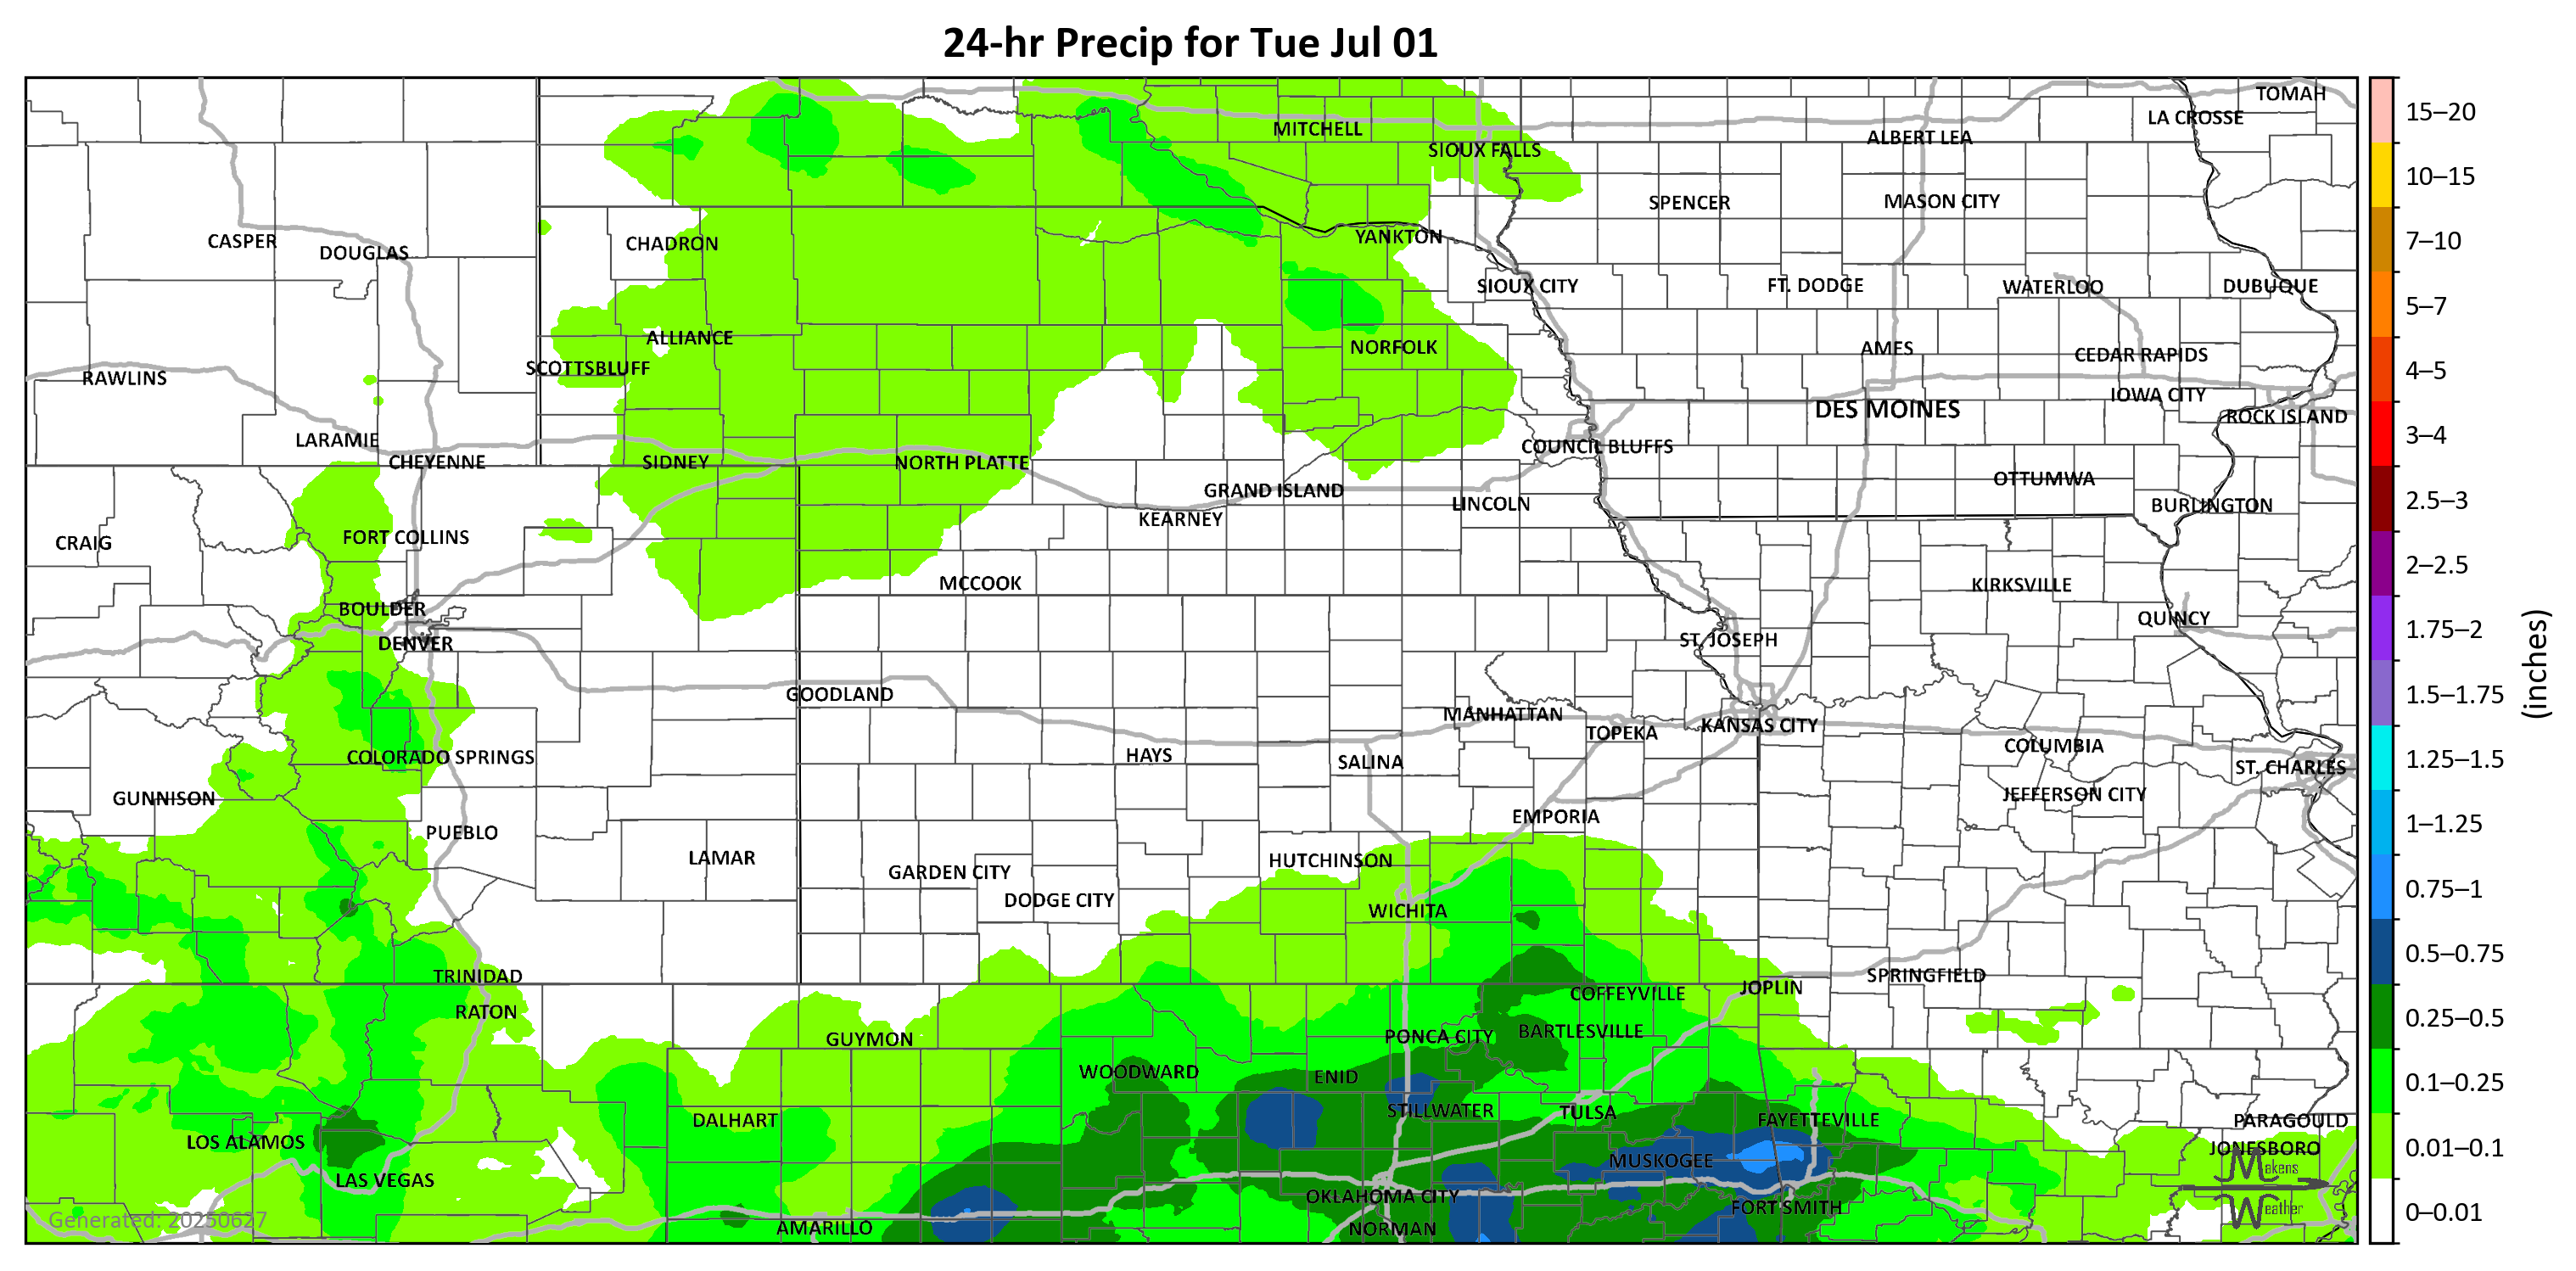 24-hr Precip for Tue Jul 01
TOMAH
LA CROSSE
MITCHELL
ALBERT LEA
SIOUX FALLS
SPENCER
MASON CITY
CASPER
DOUGLAS
CHADRON
YANKTON
SIOUX CITY
FT. DODGE
WATERLOO
DUBUQUE
ALLIANCE
NORFOLK
AMES
CEDAR RAPIDS
SCOTTSBLUFF
RAWLINS
IOWA CITY
DES MOINES
ROCK ISLAND
LARAMIE
COUNCIL BLUFFS
CHEYENNE
SIDNEY
NORTH PLATTE
OTTUMWA
GRAND ISLAND
LINCOLN
BURLINGTON
KEARNEY
FORT COLLINS
CRAIG
MCCOOK
KIRKSVILLE
BOULDER
QUINCY
DENVER
ST. JOSEPH
GOODLAND
MANHATTAN
TOPEKA
KANSAS CITY
COLORADO SPRINGS
HAYS
SALINA
COLUMBIA
ST. CHARLES
GUNNISON
JEFFERSON CITY
EMPORIA
PUEBLO
LAMAR
HUTCHINSON
GARDEN CITY
DODGE CITY
WICHITA
TRINIDAD
SPRINGFIELD
COFFEYVILLE
JOPLIN
RATON
GUYMON
PONCA CITY
BARTLESVILLE
WOODWARD
ENID
DALHART
STILLWATER
TULSA
FAYETTEVILLE
PARAGOULD
LOS ALAMOS
JONESBORO
MUSKOGEE
LAS VEGAS
OKLAHOMA CITY
FORT SMITH
AMARILLO
NORMAN
Makens
Weather
Generated: 20250627
15–20
10–15
7–10
5–7
4–5
3–4
2.5–3
2–2.5
1.75–2
1.5–1.75
1.25–1.5
1–1.25
0.75–1
0.5–0.75
0.25–0.5
0.1–0.25
0.01–0.1
0–0.01
(inches)